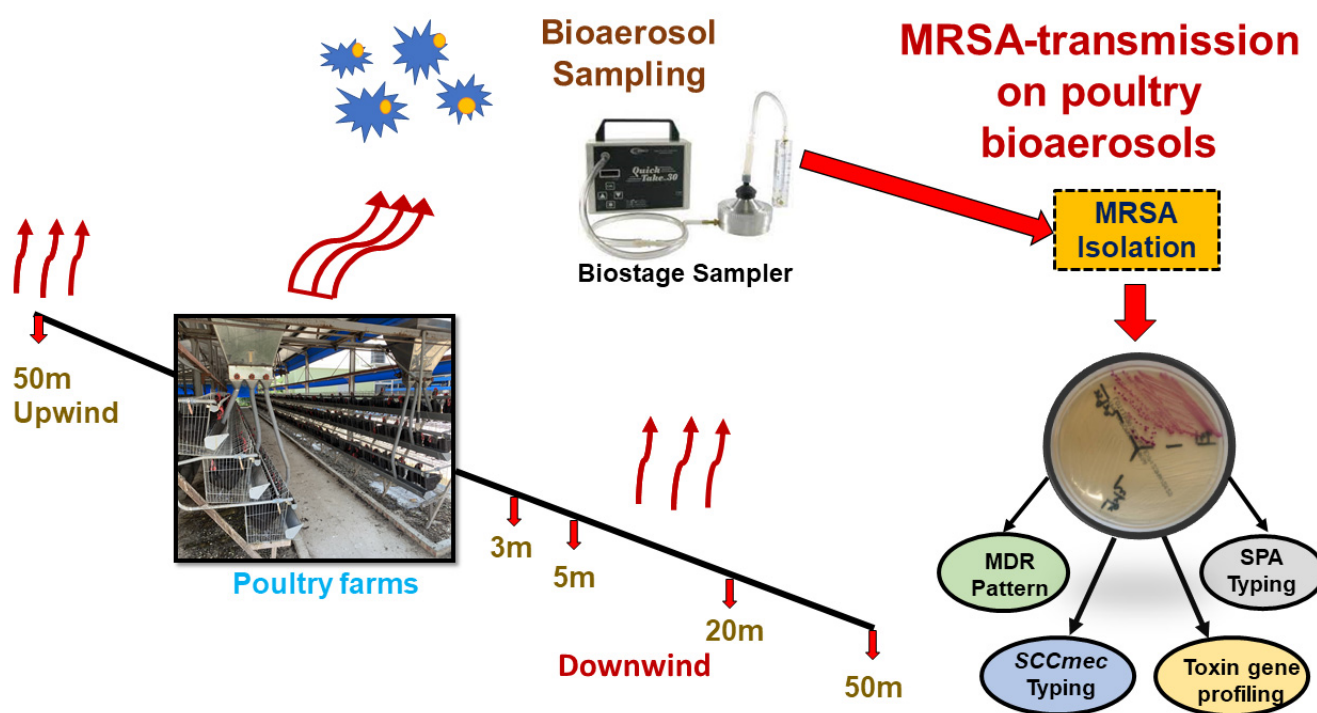 Bioaerosol
Sampling
MRSA-transmission
on poultry
bioaerosols
Quick
Take 30
Biostage Sampler
MRSA
Isolation
50m
Upwind
Poultry farms
3m
5m
20m
50m
Downwind
MDR
Pattern
SPA
Typing
SCCmec
Typing
Toxin gene
profiling